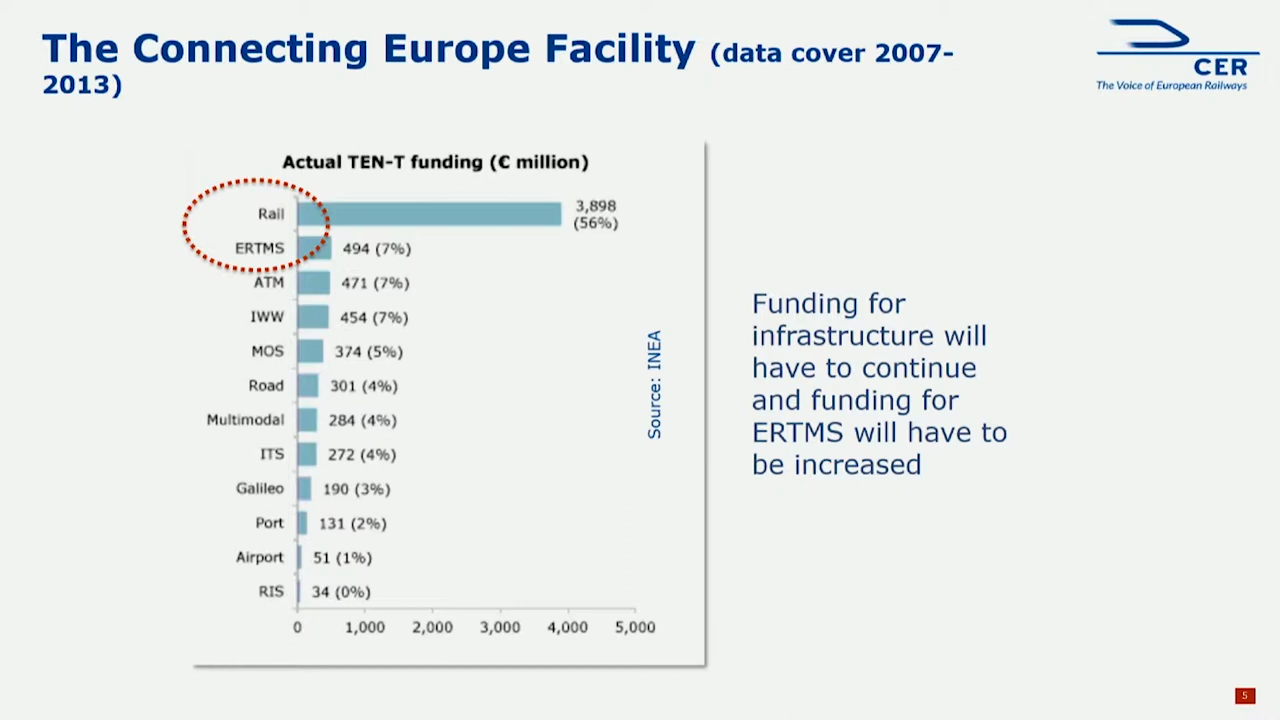 The Connecting Europe Facility (data cover 2007-
2013)
CER
The Voice of European Railways
Actual TEN-T funding (€ million)
Rail 3,898
(56%)
ERTMS 494 (7%)
ATM 471 (7%)
IWW 454 (7%)
MOS 374 (5%)
Road 301 (4%)
Multimodal 284 (4%)
ITS 272 (4%)
Galileo 190 (3%)
Port 131 (2%)
Airport 51 (1%)
RIS 34 (0%)
0 1,000 2,000 3,000 4,000 5,000
Source: INEA
Funding for
infrastructure will
have to continue
and funding for
ERTMS will have to
be increased
5